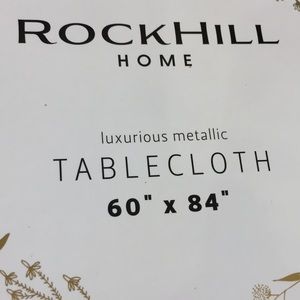 ROCKHILL
HOME
luxurious metallic
TABLECLOTH
60" x 84"